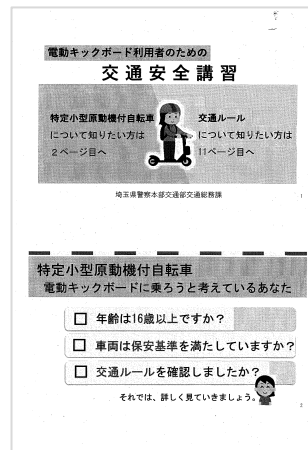 電動キックボード利用者のための
交通安全講習
特定小型原動機付自転車
について知りたい方は
2ページ目へ
交通ルール
について知りたい方は
11ページ目へ
埼玉県警察本部交通部交通総務課
1
特定小型原動機付自転車
電動キックボードに乗ろうと考えているあなた
□ 年齢は16歳以上ですか?
□ 車両は保安基準を満たしていますか?
□ 交通ルールを確認しましたか?
それでは、詳しく見ていきましょう。
2